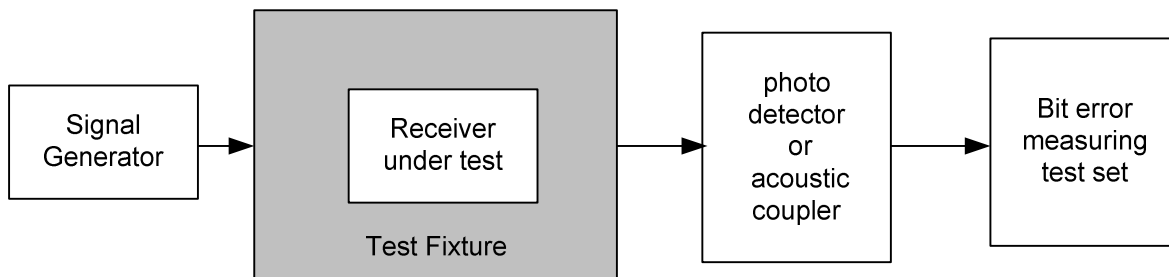 Signal
Generator
Receiver
under test
Test Fixture
photo
detector
or
acoustic
coupler
Bit error
measuring
test set